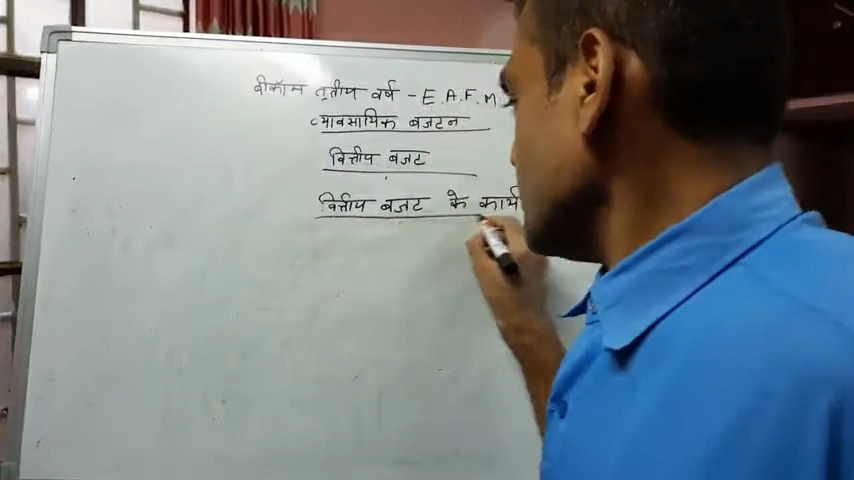 बीकॉम तृतीय वर्ष - E.A.F.M
व्यावसायिक बजटन
वित्तीय बजट
वित्तीय बजट के कार्य